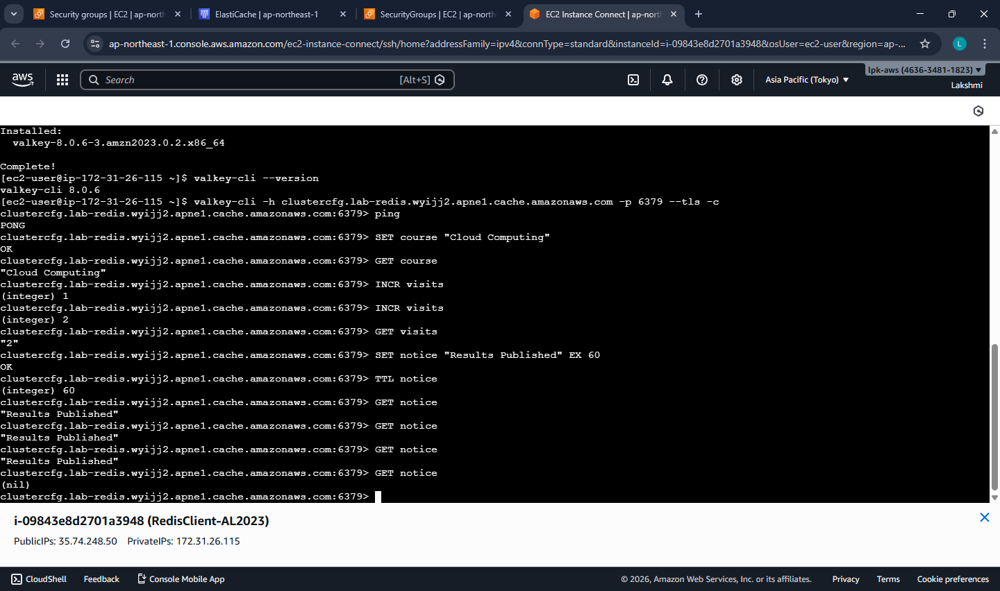 Security groups | EC2 | ap-north
ElastiCache | ap-northeast-1
SecurityGroups | EC2 | ap-north
EC2 Instance Connect | ap-nort
ap-northeast-1.console.aws.amazon.com/ec2-instance-connect/ssh/home?addressFamily=ipv4&connType=standard&instanceId=i-09843e8d2701a3948&osUser=ec2-user&region=ap-...
L
aws
Search
[Alt+S]
Asia Pacific (Tokyo)
lpk-aws (4636-3481-1823)
Lakshmi
Installed:
valkey-8.0.6-3.amzn2023.0.2.x86_64
Complete!
[ec2-user@ip-172-31-26-115 ~]$ valkey-cli --version
valkey-cli 8.0.6
[ec2-user@ip-172-31-26-115 ~]$ valkey-cli -h clustercfg.lab-redis.wyijj2.apne1.cache.amazonaws.com -p 6379 --tls -c
clustercfg.lab-redis.wyijj2.apne1.cache.amazonaws.com:6379> ping
PONG
clustercfg.lab-redis.wyijj2.apne1.cache.amazonaws.com:6379> SET course "Cloud Computing"
OK
clustercfg.lab-redis.wyijj2.apne1.cache.amazonaws.com:6379> GET course
"Cloud Computing"
clustercfg.lab-redis.wyijj2.apne1.cache.amazonaws.com:6379> INCR visits
(integer) 1
clustercfg.lab-redis.wyijj2.apne1.cache.amazonaws.com:6379> INCR visits
(integer) 2
clustercfg.lab-redis.wyijj2.apne1.cache.amazonaws.com:6379> GET visits
"2"
clustercfg.lab-redis.wyijj2.apne1.cache.amazonaws.com:6379> SET notice "Results Published" EX 60
OK
clustercfg.lab-redis.wyijj2.apne1.cache.amazonaws.com:6379> TTL notice
(integer) 60
clustercfg.lab-redis.wyijj2.apne1.cache.amazonaws.com:6379> GET notice
"Results Published"
clustercfg.lab-redis.wyijj2.apne1.cache.amazonaws.com:6379> GET notice
"Results Published"
clustercfg.lab-redis.wyijj2.apne1.cache.amazonaws.com:6379> GET notice
"Results Published"
clustercfg.lab-redis.wyijj2.apne1.cache.amazonaws.com:6379> GET notice
(nil)
clustercfg.lab-redis.wyijj2.apne1.cache.amazonaws.com:6379>
i-09843e8d2701a3948 (RedisClient-AL2023)
PublicIPs: 35.74.248.50 PrivateIPs: 172.31.26.115
CloudShell
Feedback
Console Mobile App
© 2026, Amazon Web Services, Inc. or its affiliates.
Privacy
Terms
Cookie preferences